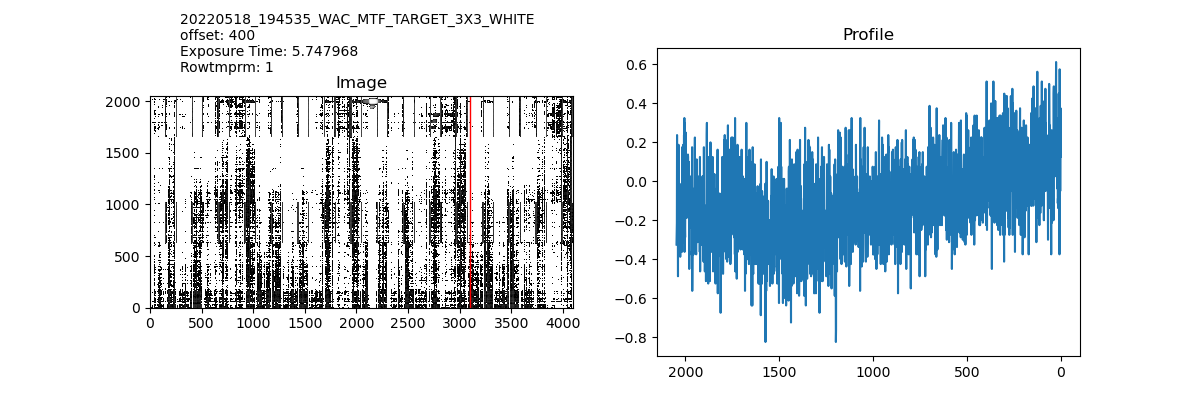 20220518_194535_WAC_MTF_TARGET_3X3_WHITE
offset: 400
Exposure Time: 5.747968
Rowtmprm: 1
Image
2000
1500
1000
500
0
0 500 1000 1500 2000 2500 3000 3500 4000
Profile
0.6
0.4
0.2
0.0
−0.2
−0.4
−0.6
−0.8
2000 1500 1000 500 0